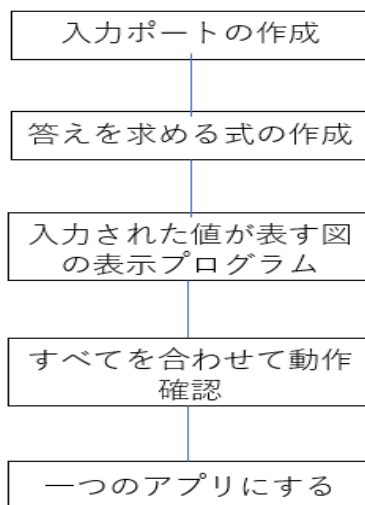 入力ポートの作成
答えを求める式の作成
入力された値が表す図
の表示プログラム
すべてを合わせて動作
確認
一つのアプリにする